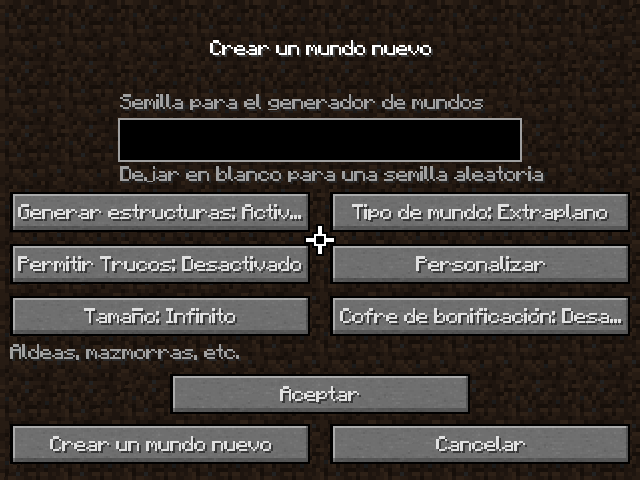 Crear un mundo nuevo
Semilla para el generador de mundos
Dejar en blanco para una semilla aleatoria
Generar estructuras: Activ...
Tipo de mundo: Extraplano
Permitir Trucos: Desactivado
Personalizar
Tamaño: Infinito
Cofre de bonificación: Desa...
Aldeas, mazmorras, etc.
Aceptar
Crear un mundo nuevo
Cancelar